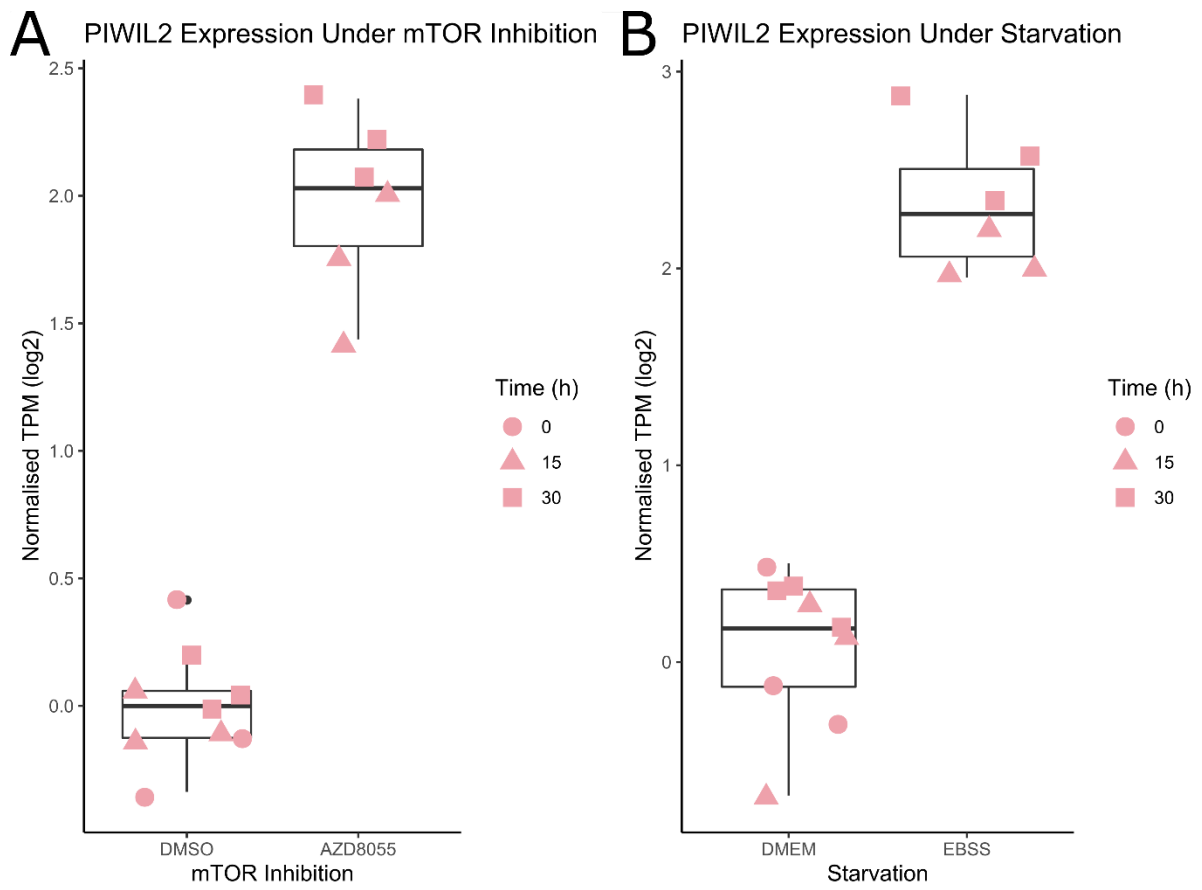 A
PIWIL2 Expression Under mTOR Inhibition
Normalised TPM (log2)
2.5
2.0
1.5
1.0
0.5
0.0
DMSO
AZD8055
mTOR Inhibition
Time (h)
0
15
30
B
PIWIL2 Expression Under Starvation
Normalised TPM (log2)
3
2
1
0
DMEM
EBSS
Starvation
Time (h)
0
15
30